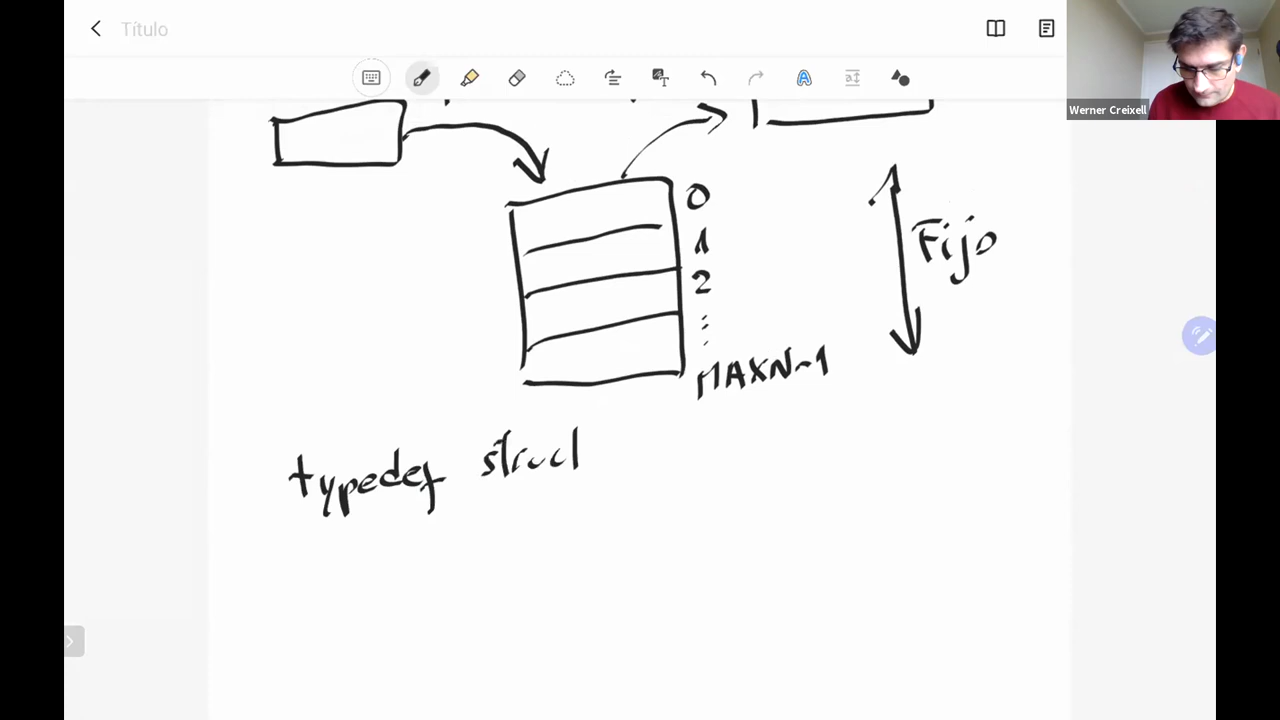 Título
Werner Creixell
0
1
Fijo
2
⋮
MAXN-1
typedef struct